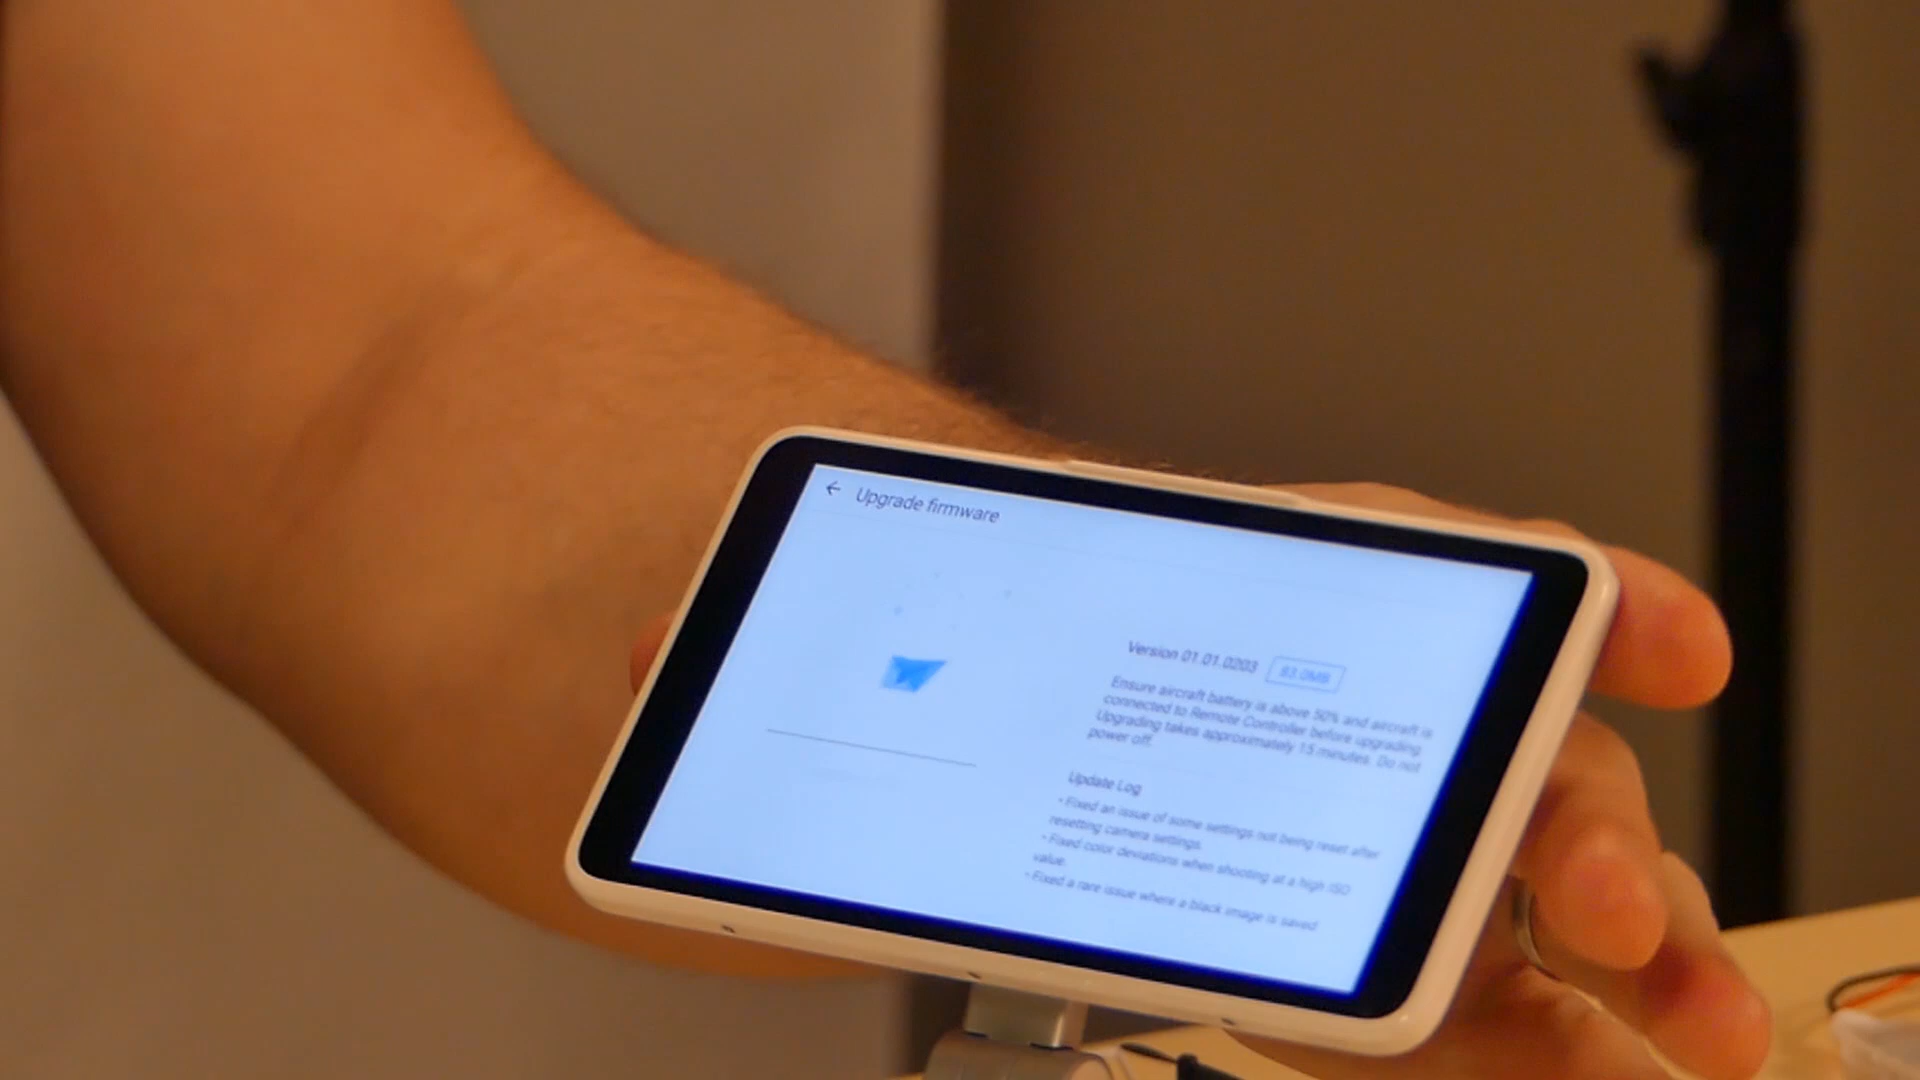 Upgrade firmware
Version 01.01.0203 83.0MB
Ensure aircraft battery is above 50% and aircraft is
connected to Remote Controller before upgrading.
Upgrading takes approximately 15 minutes. Do not
power off.
Update Log
• Fixed an issue of some settings not being reset after
resetting camera settings.
• Fixed color deviations when shooting at a high ISO
value.
• Fixed a rare issue where a black image is saved